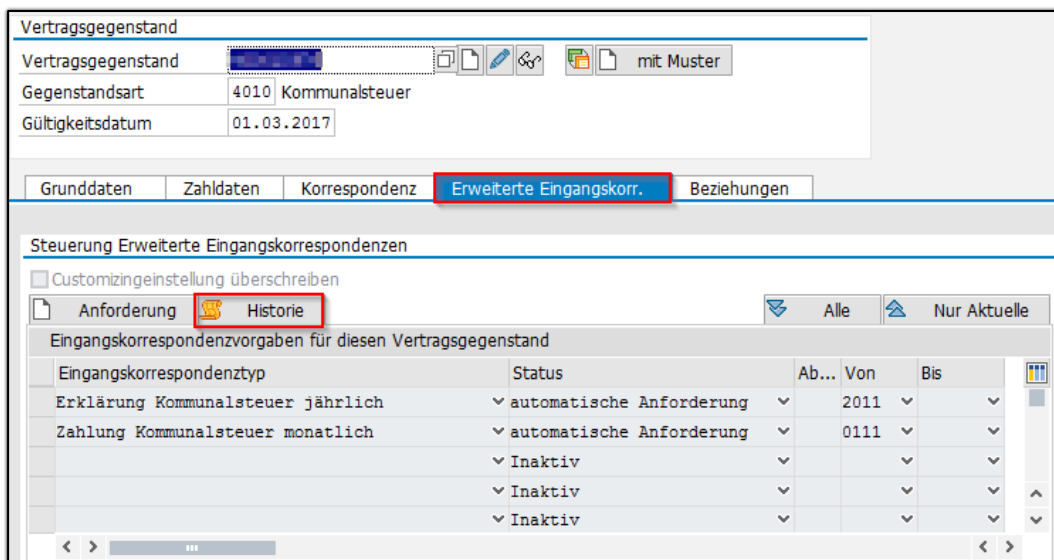 Vertragsgegenstand
Vertragsgegenstand mit Muster
Gegenstandsart 4010 Kommunalsteuer
Gültigkeitsdatum 01.03.2017
Grunddaten Zahldaten Korrespondenz Erweiterte Eingangskorr. Beziehungen
Steuerung Erweiterte Eingangskorrespondenzen
Customizingeinstellung überschreiben
Anforderung Historie Alle Nur Aktuelle
Eingangskorrespondenzvorgaben für diesen Vertragsgegenstand
Eingangskorrespondenztyp Status Ab... Von Bis
Erklärung Kommunalsteuer jährlich automatische Anforderung 2011
Zahlung Kommunalsteuer monatlich automatische Anforderung 0111
Inaktiv
Inaktiv
Inaktiv